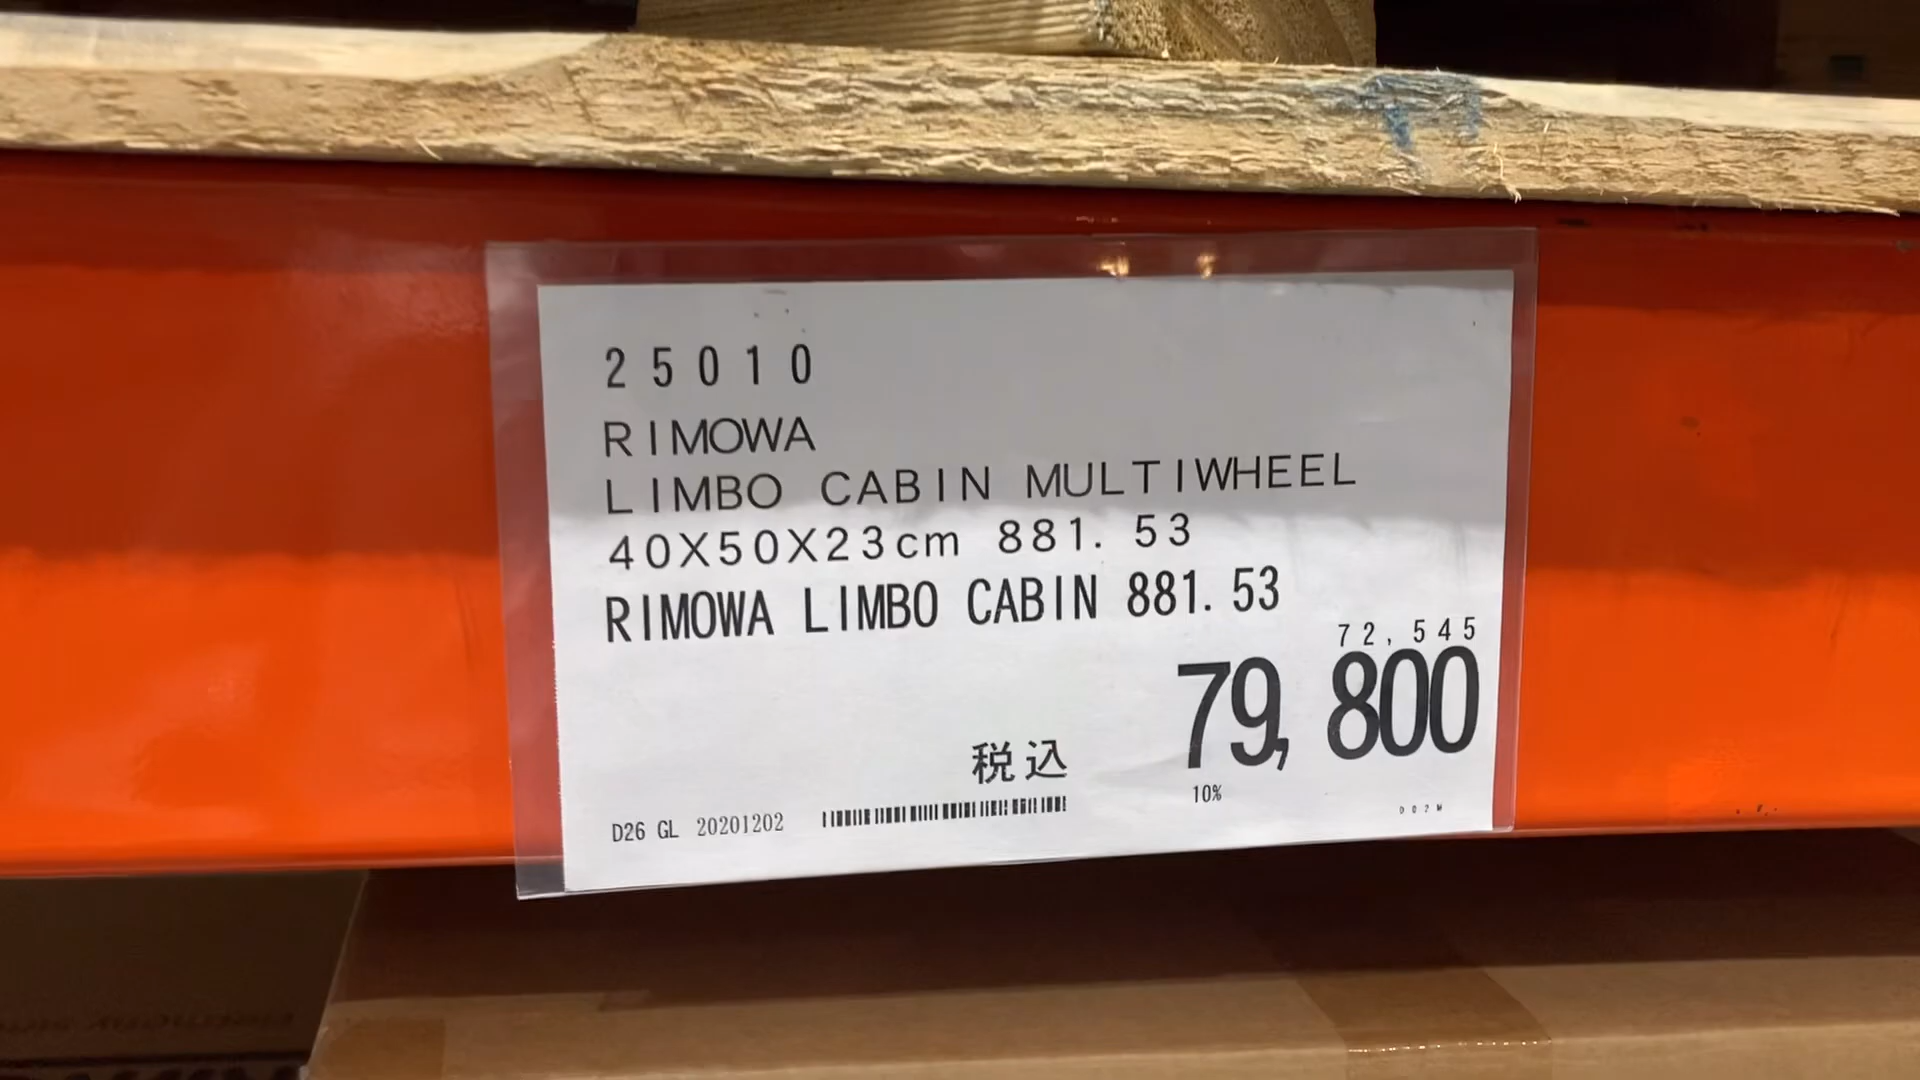 25010
RIMOWA
LIMBO CABIN MULTIWHEEL
40X50X23cm 881. 53
RIMOWA LIMBO CABIN 881. 53
72,545
79,800
税込
10%
D26 GL 20201202